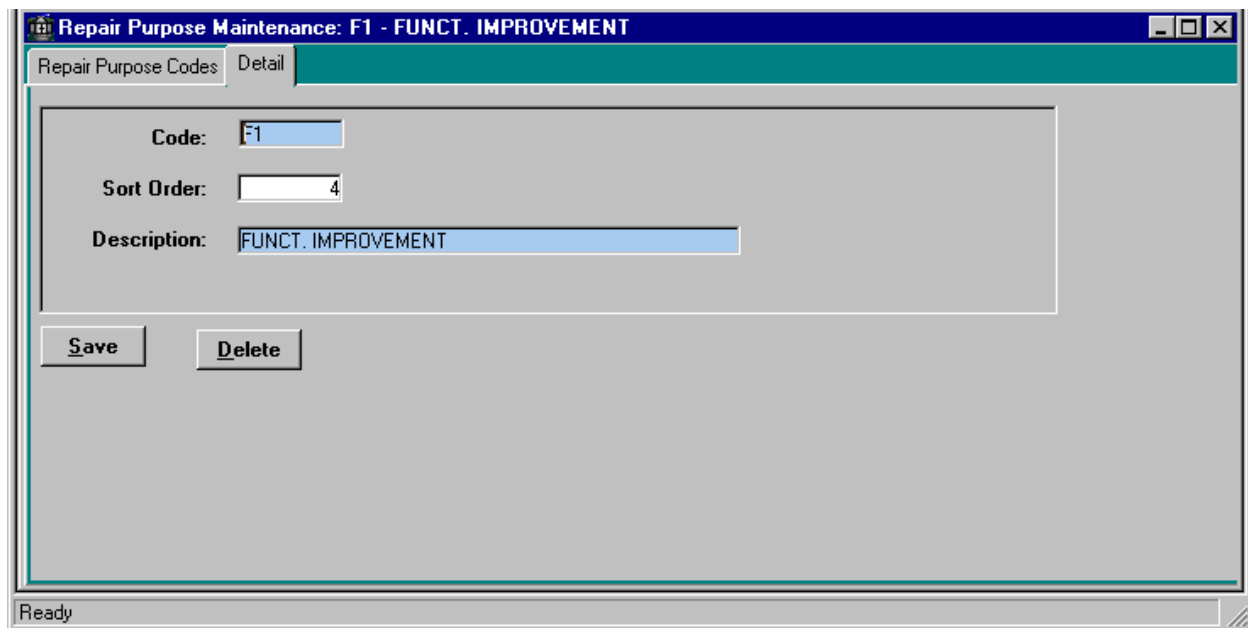 Repair Purpose Maintenance: F1 - FUNCT. IMPROVEMENT
Repair Purpose Codes Detail
Code: F1
Sort Order: 4
Description: FUNCT. IMPROVEMENT
Save Delete
Ready